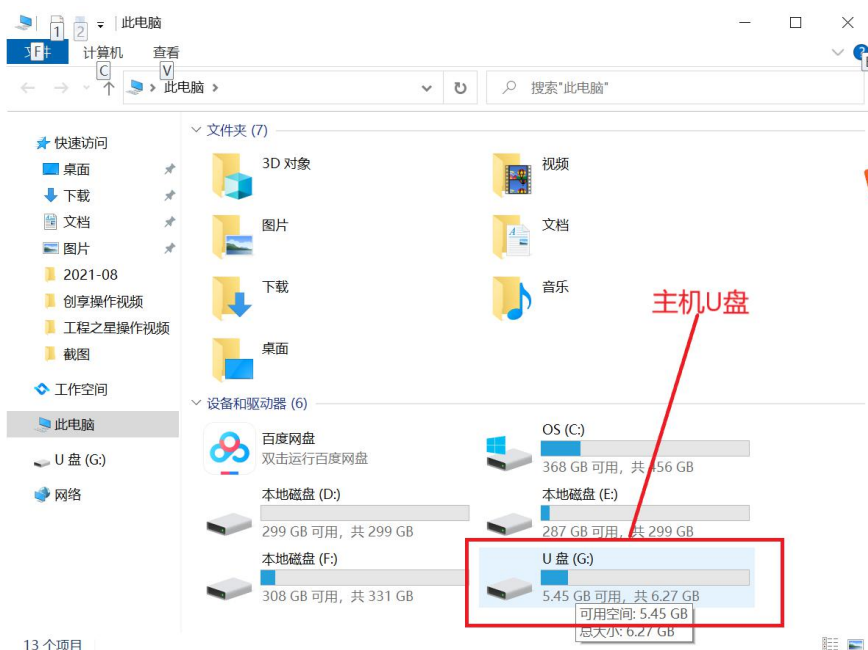 1
2
此电脑
F
计算机
查看
C
V
此电脑
搜索"此电脑"
快速访问
桌面
下载
文档
图片
2021-08
创享操作视频
工程之星操作视频
截图
工作空间
此电脑
U 盘 (G:)
网络
文件夹 (7)
3D 对象
视频
图片
文档
下载
音乐
桌面
主机U盘
设备和驱动器 (6)
百度网盘
双击运行百度网盘
OS (C:)
368 GB 可用，共 456 GB
本地磁盘 (D:)
299 GB 可用，共 299 GB
本地磁盘 (E:)
287 GB 可用，共 299 GB
本地磁盘 (F:)
308 GB 可用，共 331 GB
U 盘 (G:)
5.45 GB 可用，共 6.27 GB
可用空间: 5.45 GB
总大小: 6.27 GB
13 个项目